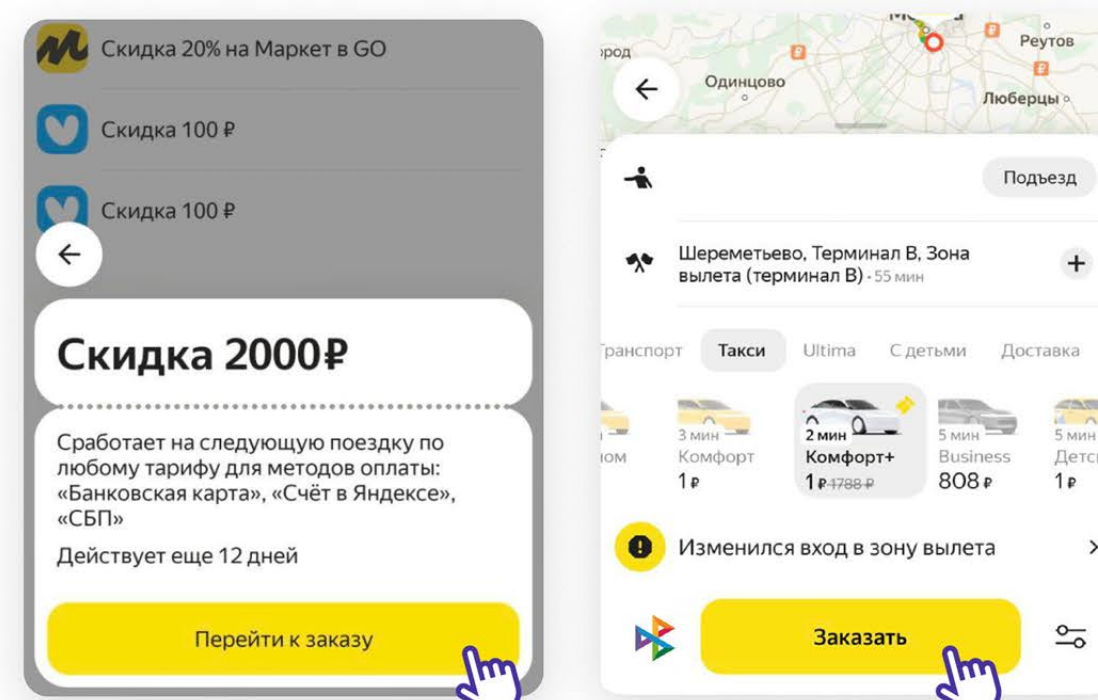 Скидка 20% на Маркет в GO
Скидка 100 ₽
Скидка 100 ₽
Скидка 2000₽
Сработает на следующую поездку по
любому тарифу для методов оплаты:
«Банковская карта», «Счёт в Яндексе»,
«СБП»
Действует еще 12 дней
Перейти к заказу
Реутов
Одинцово
Люберцы
Подъезд
Шереметьево, Терминал B, Зона
вылета (терминал B) · 55 мин
Такси Ultima С детьми Доставка
3 мин 2 мин 5 мин 5 мин
Комфорт Комфорт+ Business
1 ₽ 1 ₽ 1788 ₽ 808 ₽ 1 ₽
Изменился вход в зону вылета
Заказать